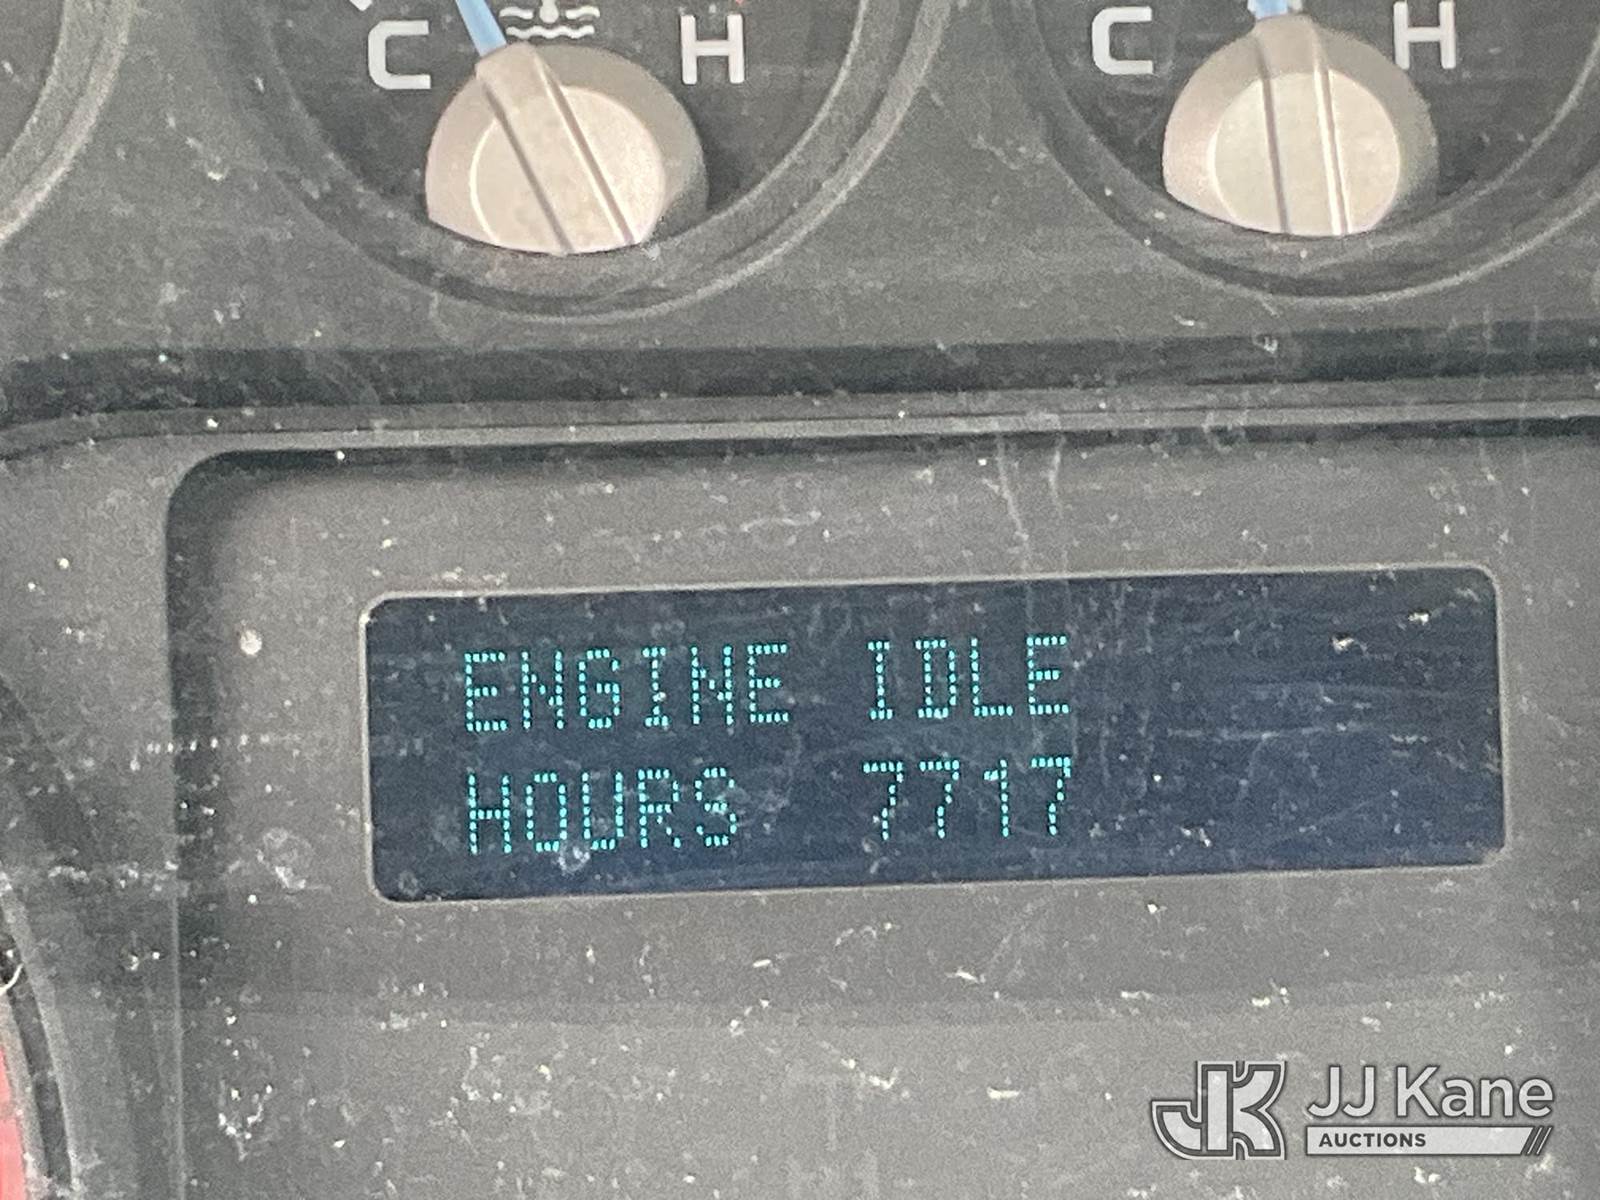 C H C H
ENGINE IDLE
HOURS 7717
JK JJ Kane
AUCTIONS